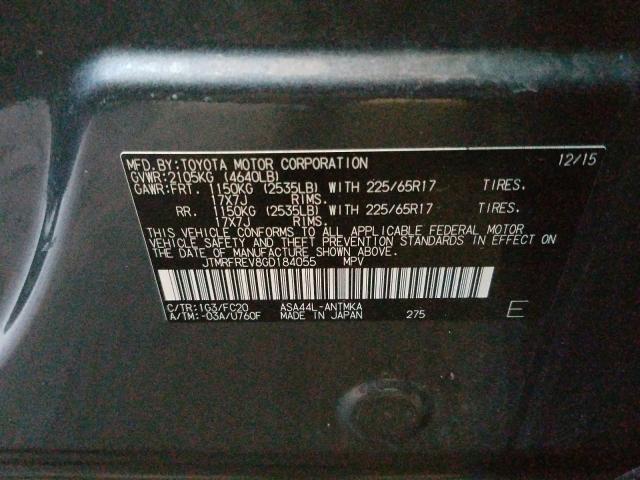 MFD.BY:TOYOTA MOTOR CORPORATION 12/15
GVWR:2105KG (4640LB)
GAWR:FRT. 1150KG (2535LB) WITH 225/65R17 TIRES.
17X7J RIMS.
RR. 1150KG (2535LB) WITH 225/65R17 TIRES.
17X7J RIMS.
THIS VEHICLE CONFORMS TO ALL APPLICABLE FEDERAL MOTOR
VEHICLE SAFETY AND THEFT PREVENTION STANDARDS IN EFFECT ON
THE DATE OF MANUFACTURE SHOWN ABOVE.
JTMRFREV8GD184055 MPV
C/TR:1G3/FC20 ASA44L-ANTMKA
A/TM:-03A/U760F MADE IN JAPAN 275 E